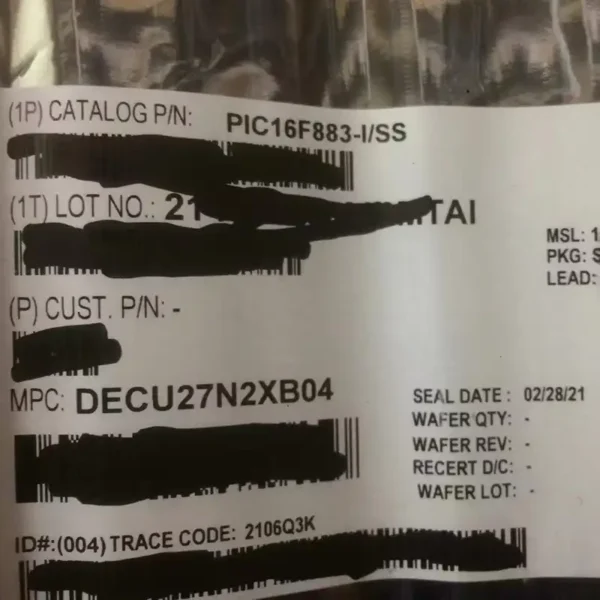 (1P) CATALOG P/N: PIC16F883-I/SS
(1T) LOT NO.: 21 TAI
MSL: 1
PKG: S
LEAD:
(P) CUST. P/N: -
MPC: DECU27N2XB04
SEAL DATE: 02/28/21
WAFER QTY: -
WAFER REV: -
RECERT D/C: -
WAFER LOT: -
ID#:(004) TRACE CODE: 2106Q3K